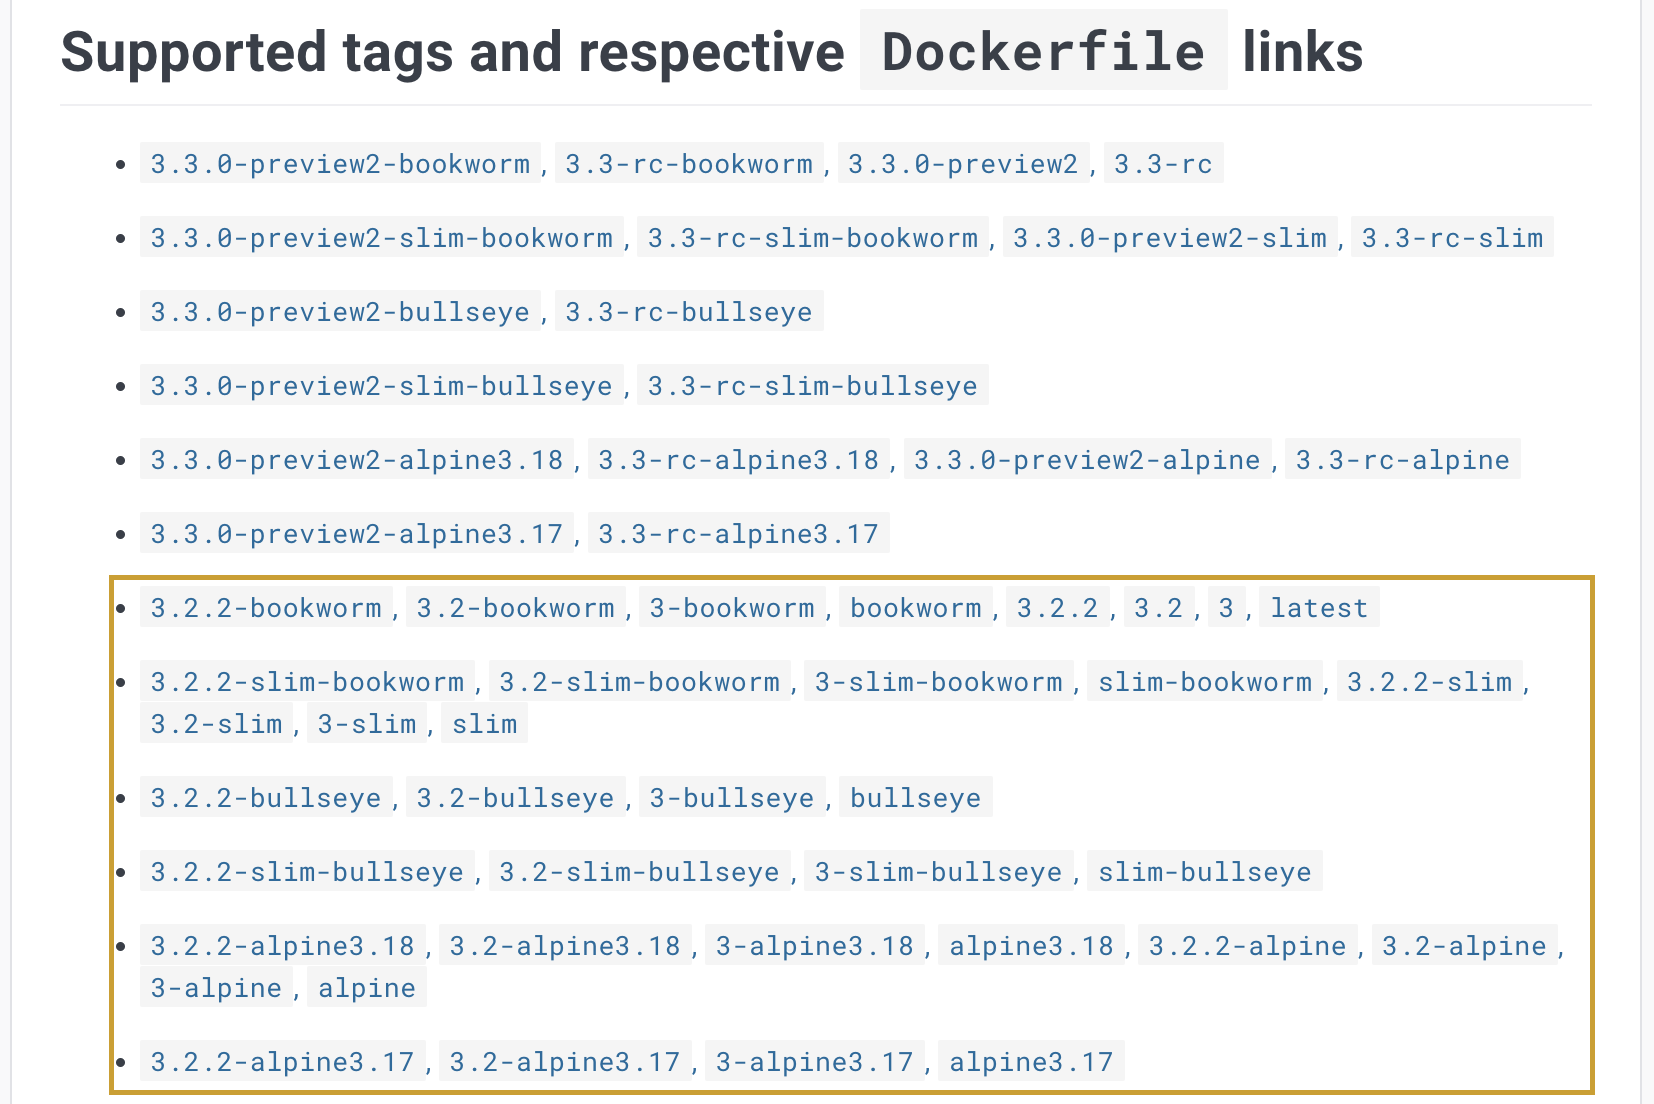 Supported tags and respective Dockerfile links
3.3.0-preview2-bookworm, 3.3-rc-bookworm, 3.3.0-preview2, 3.3-rc
3.3.0-preview2-slim-bookworm, 3.3-rc-slim-bookworm, 3.3.0-preview2-slim, 3.3-rc-slim
3.3.0-preview2-bullseye, 3.3-rc-bullseye
3.3.0-preview2-slim-bullseye, 3.3-rc-slim-bullseye
3.3.0-preview2-alpine3.18, 3.3-rc-alpine3.18, 3.3.0-preview2-alpine, 3.3-rc-alpine
3.3.0-preview2-alpine3.17, 3.3-rc-alpine3.17
3.2.2-bookworm, 3.2-bookworm, 3-bookworm, bookworm, 3.2.2, 3.2, 3, latest
3.2.2-slim-bookworm, 3.2-slim-bookworm, 3-slim-bookworm, slim-bookworm, 3.2.2-slim,
3.2-slim, 3-slim, slim
3.2.2-bullseye, 3.2-bullseye, 3-bullseye, bullseye
3.2.2-slim-bullseye, 3.2-slim-bullseye, 3-slim-bullseye, slim-bullseye
3.2.2-alpine3.18, 3.2-alpine3.18, 3-alpine3.18, alpine3.18, 3.2.2-alpine, 3.2-alpine,
3-alpine, alpine
3.2.2-alpine3.17, 3.2-alpine3.17, 3-alpine3.17, alpine3.17